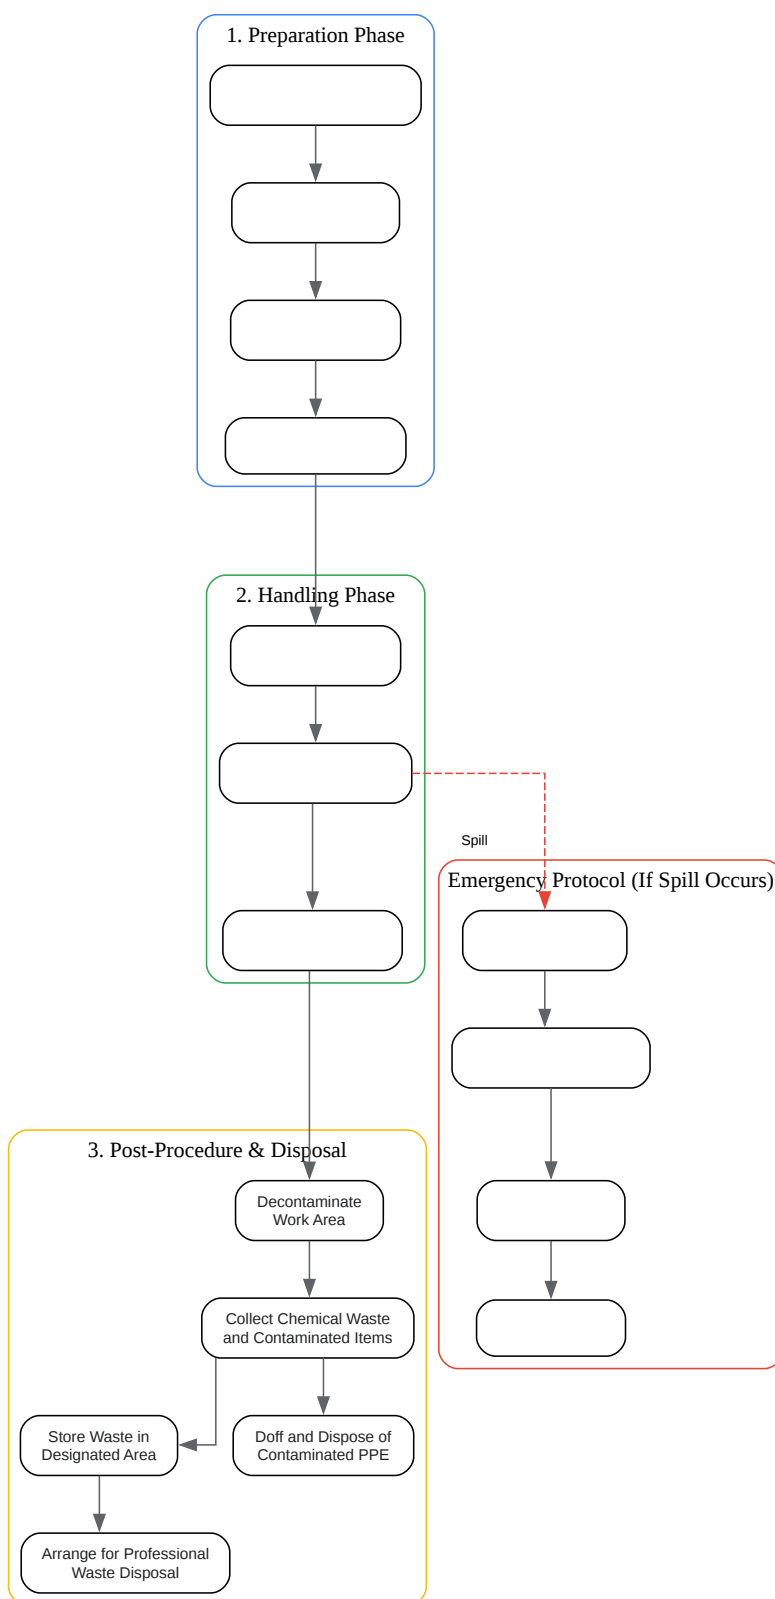 1. Preparation Phase
2. Handling Phase
Spill
Emergency Protocol (If Spill Occurs)
3. Post-Procedure & Disposal
Decontaminate
Work Area
Collect Chemical Waste
and Contaminated Items
Store Waste in
Designated Area
Doff and Dispose of
Contaminated PPE
Arrange for Professional
Waste Disposal